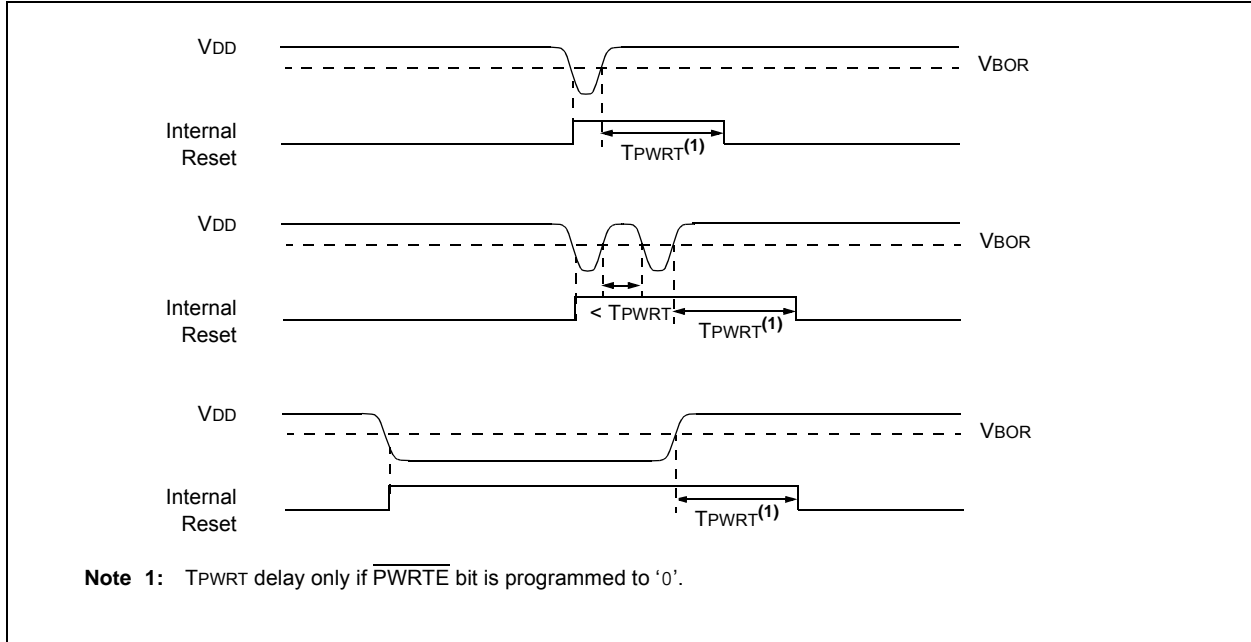 VDD
VBOR
Internal
Reset
TPWRT(1)
VDD
VBOR
Internal
Reset
< TPWRT
TPWRT(1)
VDD
VBOR
Internal
Reset
TPWRT(1)
Note 1: TPWRT delay only if PWRTE bit is programmed to ‘0’.